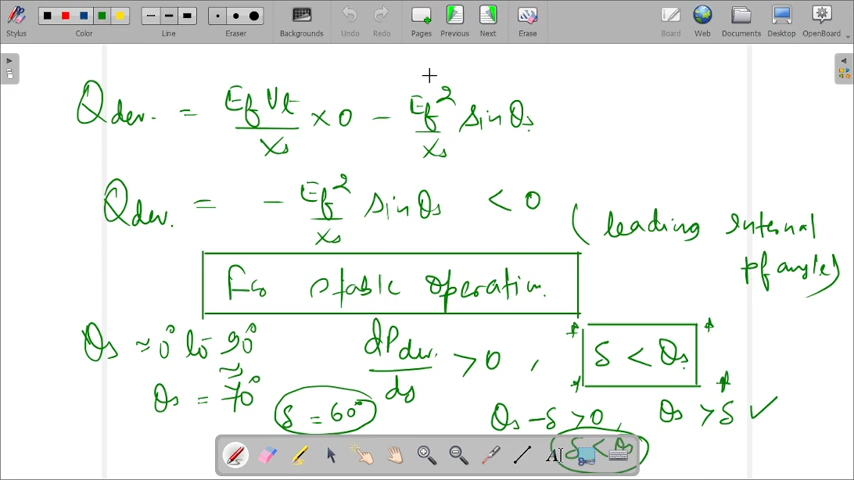 Stylus Color Line Eraser Backgrounds Undo Redo Pages Previous Next Erase Board Web Documents Desktop OpenBoard
Qdev. = Ef Vt / Xs × 0 - Ef² / Xs sin θs
Qdev. = - Ef² / Xs sin θs < 0
(leading internal
pf angle)
For stable operation.
θs ≈ 0° to 90°
dPdev. / dδ > 0, δ < θs
θs = 70° δ = 60°
θs - δ > 0, θs > δ ✓
δ < θs